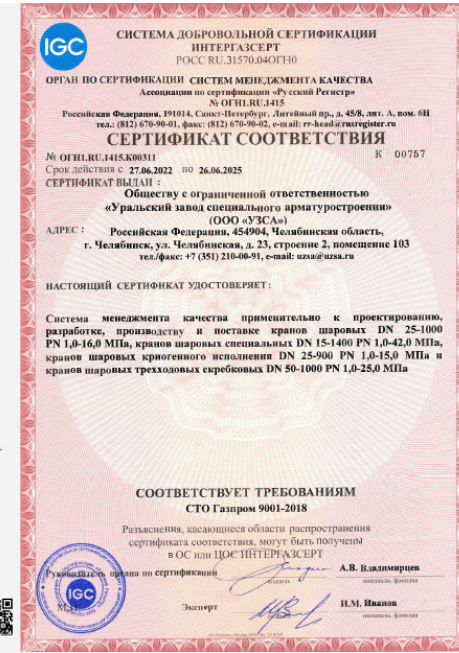 IGC
СИСТЕМА ДОБРОВОЛЬНОЙ СЕРТИФИКАЦИИ
ИНТЕРГАЗСЕРТ
РОСС RU.31570.04ОГН0
ОРГАН ПО СЕРТИФИКАЦИИ СИСТЕМ МЕНЕДЖМЕНТА КАЧЕСТВА
Ассоциации по сертификации «Русский Регистр»
№ ОГН1.RU.1415
Российская Федерация, 191014, Санкт-Петербург, Литейный пр., д. 45/8, лит. А, пом. 6Н
тел.: (812) 670-90-01, факс: (812) 670-90-02, e-mail: rr-head@rusregister.ru
СЕРТИФИКАТ СООТВЕТСТВИЯ
№ ОГН1.RU.1415.К00311
К 00757
Срок действия с 27.06.2022 по 26.06.2025
СЕРТИФИКАТ ВЫДАН :
Обществу с ограниченной ответственностью
«Уральский завод специального арматуростроения»
(ООО «УЗСА»)
АДРЕС : Российская Федерация, 454904, Челябинская область,
г. Челябинск, ул. Челябинская, д. 23, строение 2, помещение 103
тел./факс: +7 (351) 210-00-91, e-mail: uzsa@uzsa.ru
НАСТОЯЩИЙ СЕРТИФИКАТ УДОСТОВЕРЯЕТ:
Система менеджмента качества применительно к проектированию,
разработке, производству и поставке кранов шаровых DN 25-1000
PN 1,0-16,0 МПа, кранов шаровых специальных DN 15-1400 PN 1,0-42,0 МПа,
кранов шаровых криогенного исполнения DN 25-900 PN 1,0-15,0 МПа и
кранов шаровых трехходовых скребковых DN 50-1000 PN 1,0-25,0 МПа
СООТВЕТСТВУЕТ ТРЕБОВАНИЯМ
СТО Газпром 9001-2018
Разъяснения, касающиеся области распространения
сертификата соответствия, могут быть получены
в ОС или ЦОС ИНТЕРГАЗСЕРТ
Руководитель органа по сертификации
А.В. Владимирцев
подпись
инициалы, фамилия
IGC
М.П.
Эксперт
И.М. Иванов
подпись
инициалы, фамилия